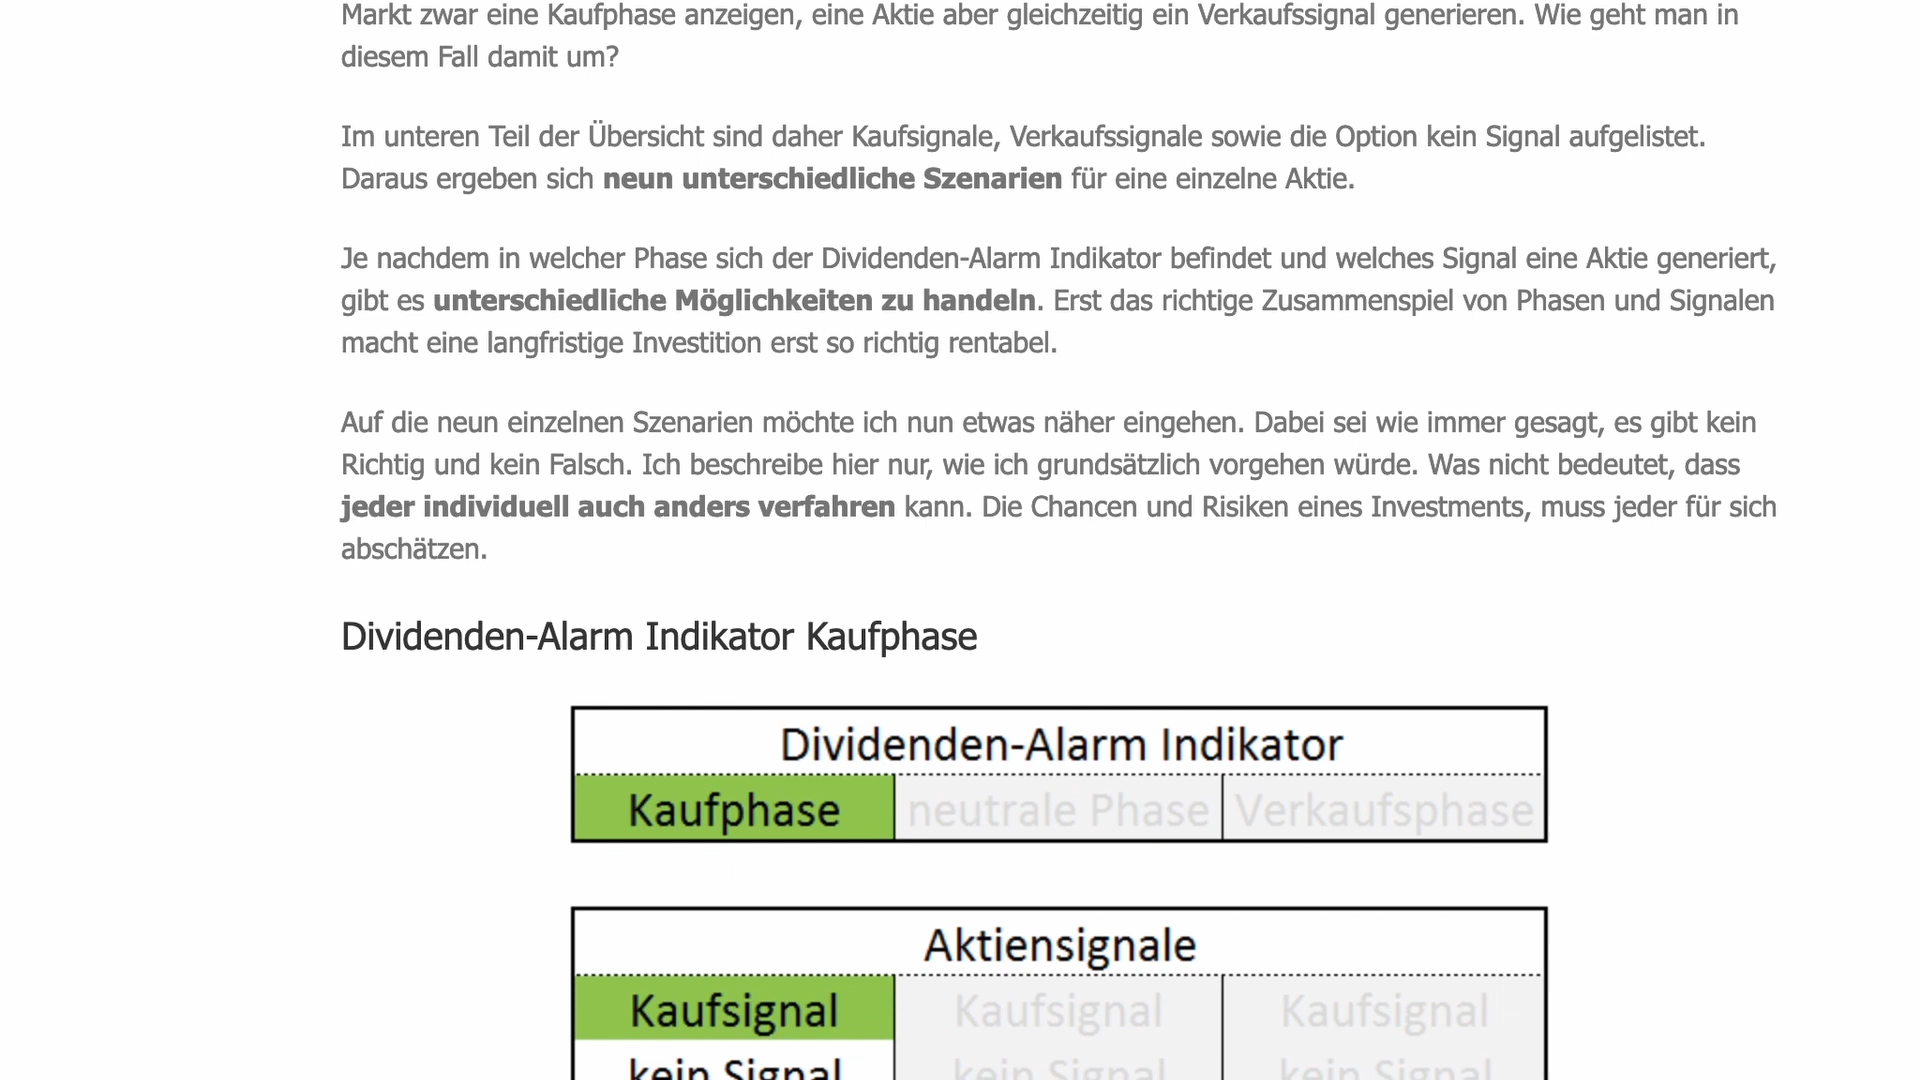 Markt zwar eine Kaufphase anzeigen, eine Aktie aber gleichzeitig ein Verkaufssignal generieren. Wie geht man in
diesem Fall damit um?
Im unteren Teil der Übersicht sind daher Kaufsignale, Verkaufssignale sowie die Option kein Signal aufgelistet.
Daraus ergeben sich neun unterschiedliche Szenarien für eine einzelne Aktie.
Je nachdem in welcher Phase sich der Dividenden-Alarm Indikator befindet und welches Signal eine Aktie generiert,
gibt es unterschiedliche Möglichkeiten zu handeln. Erst das richtige Zusammenspiel von Phasen und Signalen
macht eine langfristige Investition erst so richtig rentabel.
Auf die neun einzelnen Szenarien möchte ich nun etwas näher eingehen. Dabei sei wie immer gesagt, es gibt kein
Richtig und kein Falsch. Ich beschreibe hier nur, wie ich grundsätzlich vorgehen würde. Was nicht bedeutet, dass
jeder individuell auch anders verfahren kann. Die Chancen und Risiken eines Investments, muss jeder für sich
abschätzen.
Dividenden-Alarm Indikator Kaufphase
Dividenden-Alarm Indikator
Kaufphase neutrale Phase Verkaufsphase
Aktiensignale
Kaufsignal Kaufsignal Kaufsignal
kein Signal kein Signal kein Signal